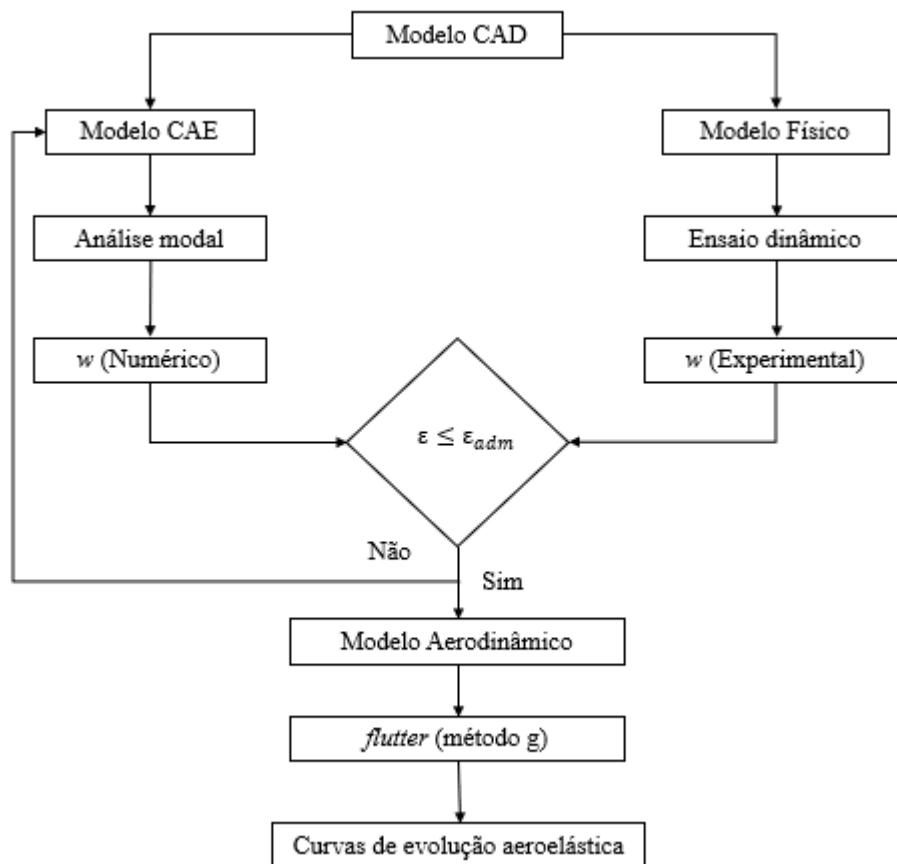 Modelo CAD
Modelo CAE
Modelo Físico
Análise modal
Ensaio dinâmico
w (Numérico)
w (Experimental)
ε ≤ ε_adm
Não
Sim
Modelo Aerodinâmico
flutter (método g)
Curvas de evolução aeroelástica